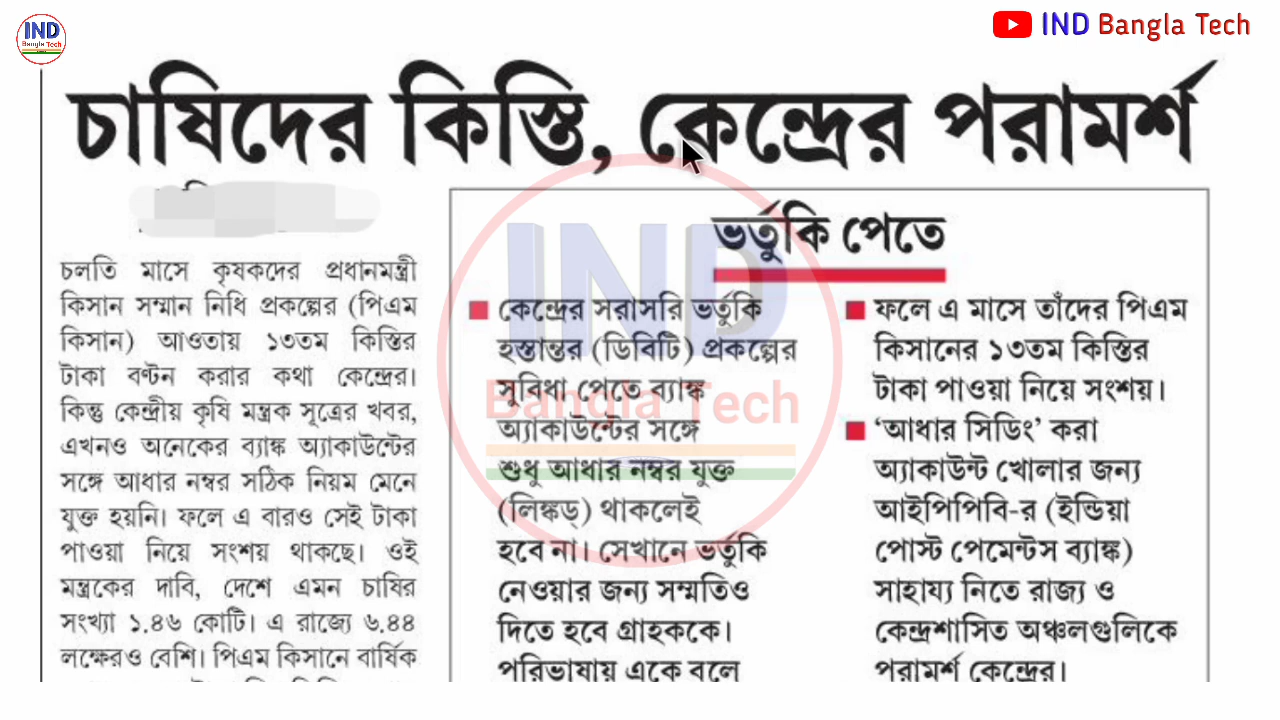 IND
Bangla Tech
IND Bangla Tech
চাষিদের কিস্তি, কেন্দ্রের পরামর্শ
চলতি মাসে কৃষকদের প্রধানমন্ত্রী
কিসান সম্মান নিধি প্রকল্পের (পিএম
কিসান) আওতায় ১৩তম কিস্তির
টাকা বণ্টন করার কথা কেন্দ্রের।
কিন্তু কেন্দ্রীয় কৃষি মন্ত্রক সূত্রের খবর,
এখনও অনেকের ব্যাঙ্ক অ্যাকাউন্টের
সঙ্গে আধার নম্বর সঠিক নিয়ম মেনে
যুক্ত হয়নি। ফলে এ বারও সেই টাকা
পাওয়া নিয়ে সংশয় থাকছে। ওই
মন্ত্রকের দাবি, দেশে এমন চাষির
সংখ্যা ১.৪৬ কোটি। এ রাজ্যে ৬.৪৪
লক্ষেরও বেশি। পিএম কিসানে বার্ষিক
ভর্তুকি পেতে
কেন্দ্রের সরাসরি ভর্তুকি
হস্তান্তর (ডিবিটি) প্রকল্পের
সুবিধা পেতে ব্যাঙ্ক
অ্যাকাউন্টের সঙ্গে
শুধু আধার নম্বর যুক্ত
(লিঙ্কড্) থাকলেই
হবে না। সেখানে ভর্তুকি
নেওয়ার জন্য সম্মতিও
দিতে হবে গ্রাহককে।
পরিভাষায় একে বলে
ফলে এ মাসে তাঁদের পিএম
কিসানের ১৩তম কিস্তির
টাকা পাওয়া নিয়ে সংশয়।
‘আধার সিডিং’ করা
অ্যাকাউন্ট খোলার জন্য
আইপিপিবি-র (ইন্ডিয়া
পোস্ট পেমেন্টস ব্যাঙ্ক)
সাহায্য নিতে রাজ্য ও
কেন্দ্রশাসিত অঞ্চলগুলিকে
পরামর্শ কেন্দ্রের।
IND
Bangla Tech